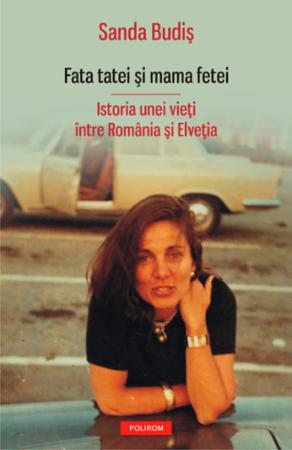 Sanda Budiş
Fata tatei şi mama fetei
Istoria unei vieţi
între România şi Elveţia
POLIROM